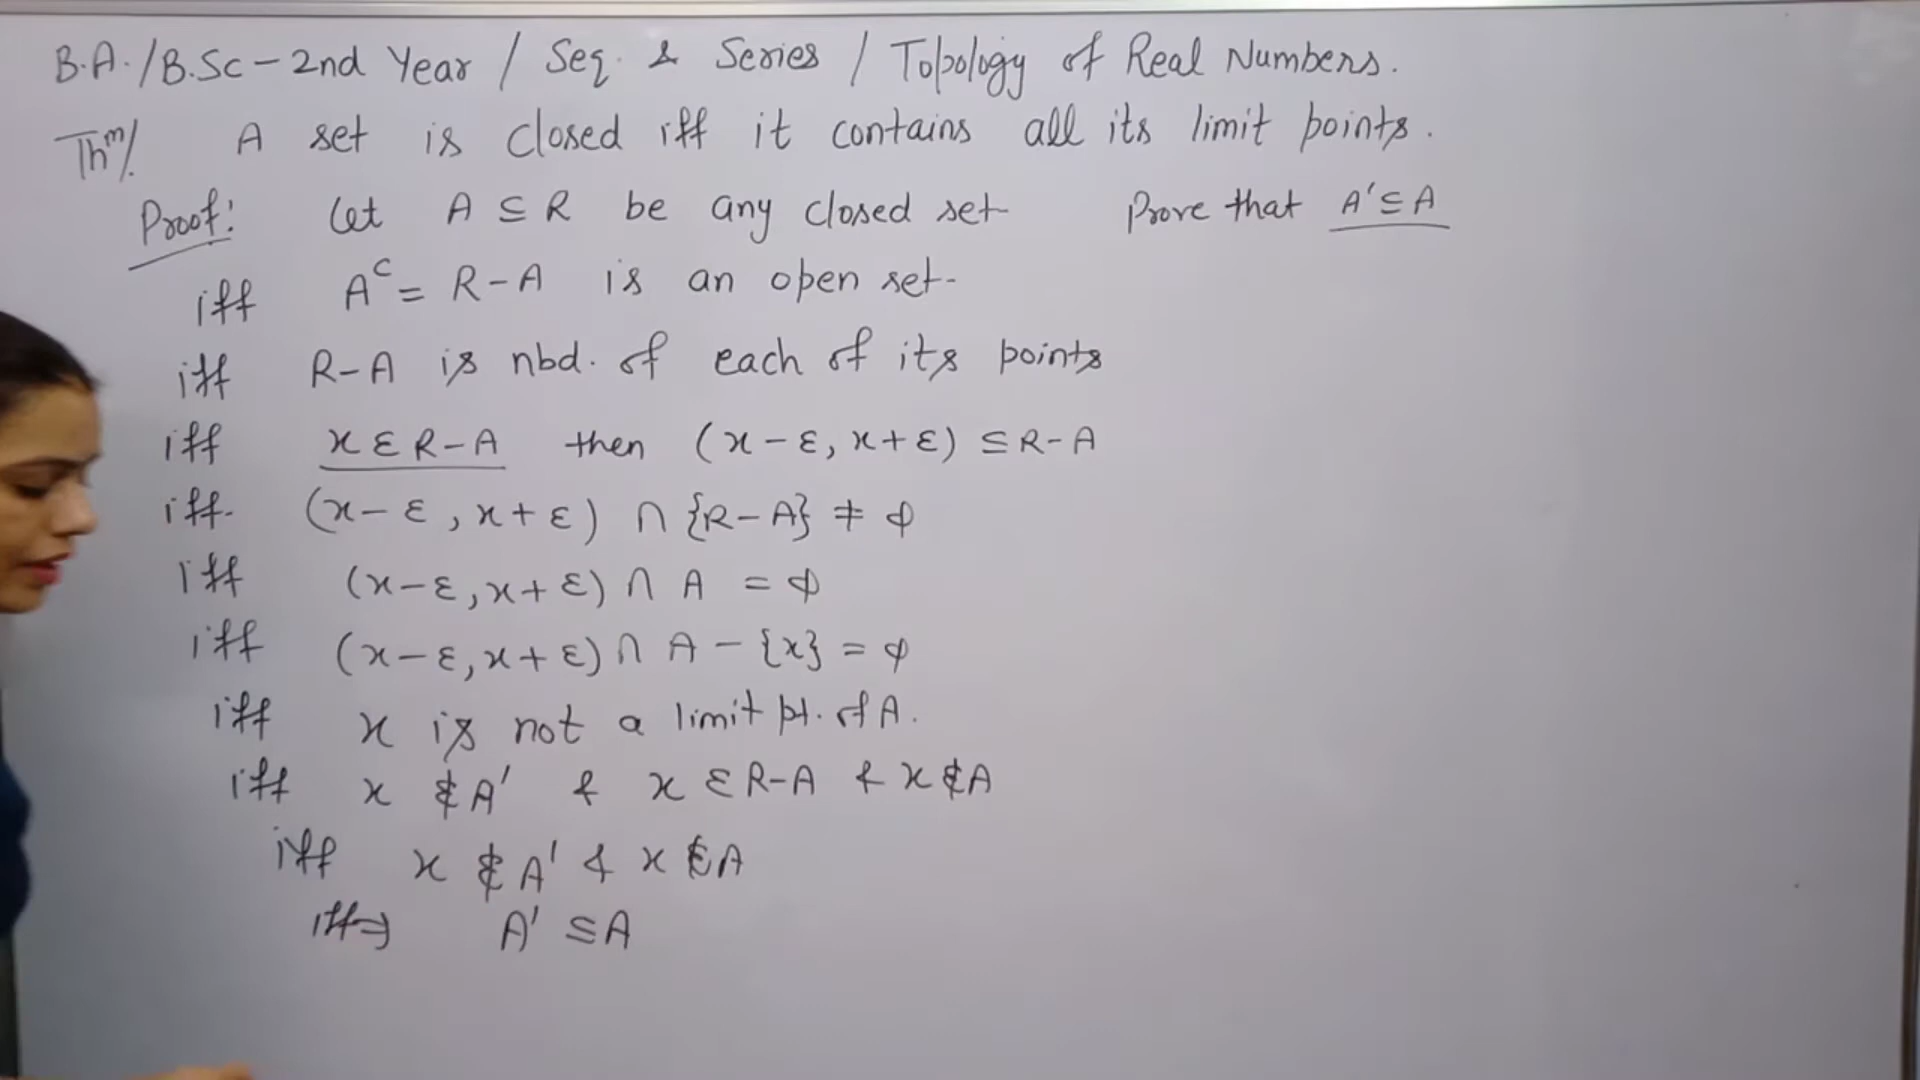 B.A./B.Sc-2nd Year / Seq. & Series / Topology of Real Numbers.
Thm/. A set is closed iff it contains all its limit points.
Proof: Let A ⊆ R be any closed set Prove that A' ⊆ A
iff A^c = R-A is an open set-
iff R-A is nbd. of each of its points
iff x ∈ R-A then (x-ε, x+ε) ⊆ R-A
iff. (x-ε, x+ε) ∩ {R-A} ≠ φ
iff (x-ε, x+ε) ∩ A = φ
iff (x-ε, x+ε) ∩ A - {x} = φ
iff x is not a limit pt. of A.
iff x ∉ A' & x ∈ R-A & x ∉ A
iff x ∉ A' & x ∉ A
iff ⇒ A' ⊆ A